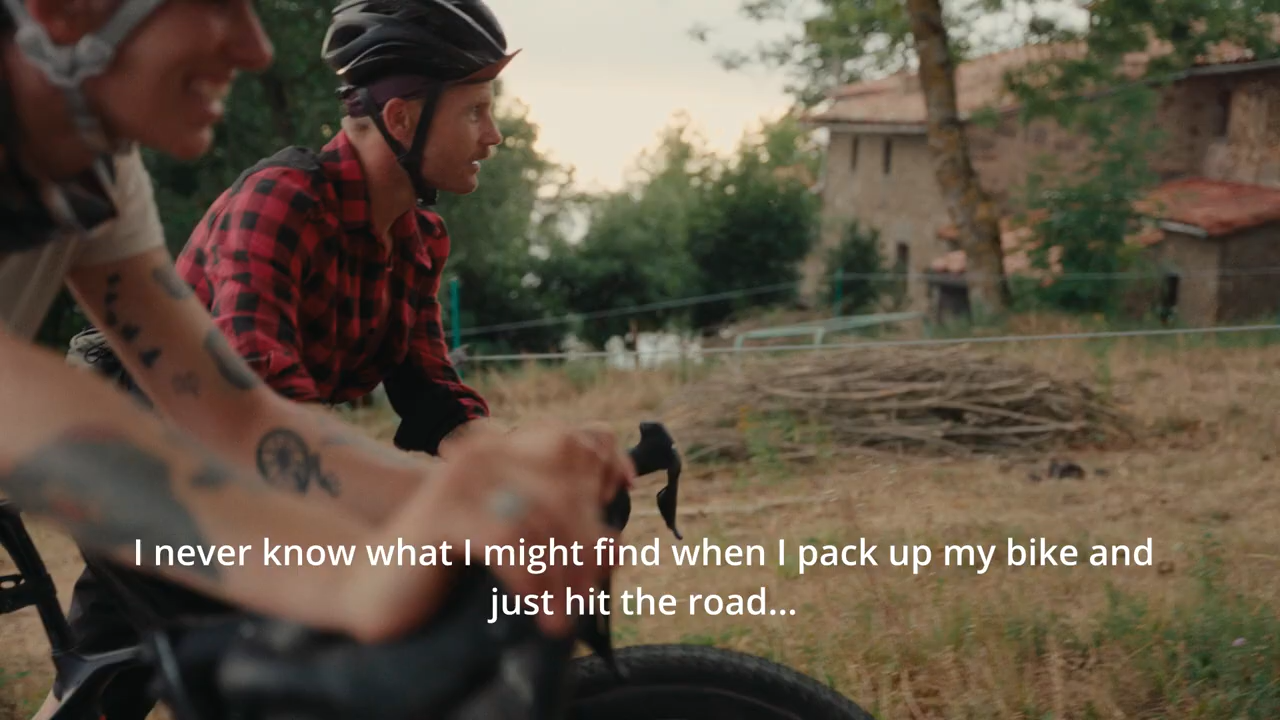 I never know what I might find when I pack up my bike and
just hit the road...